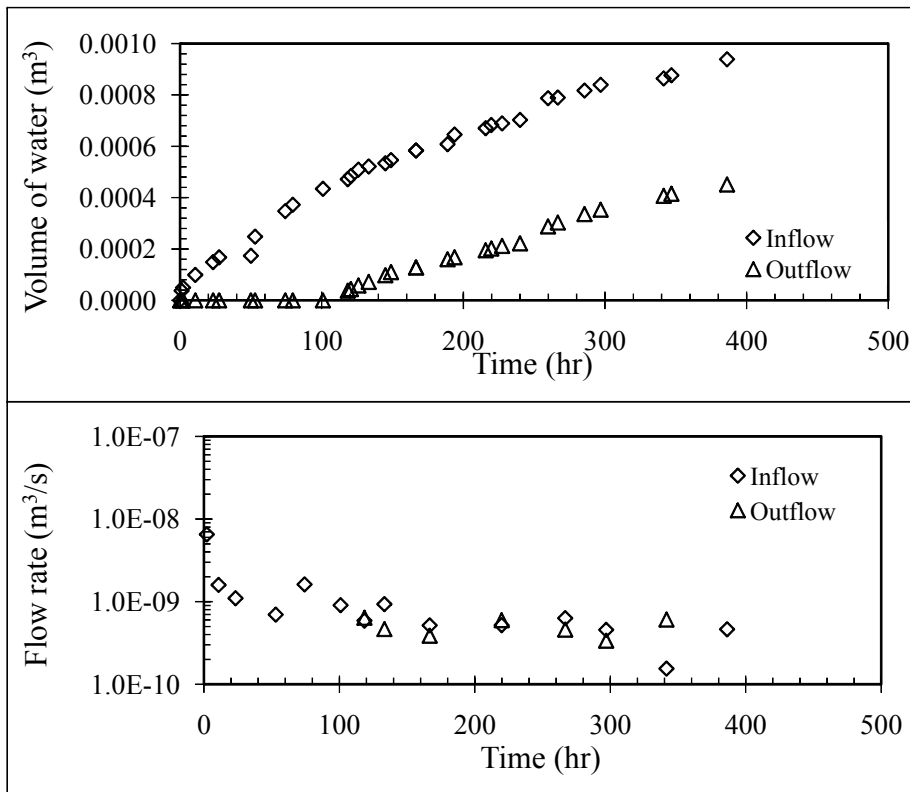 0.0010
0.0008
0.0006
0.0004
0.0002
0.0000
Volume of water (m³)
Inflow
Outflow
0 100 200 300 400 500
Time (hr)
1.0E-07
1.0E-08
1.0E-09
1.0E-10
Flow rate (m³/s)
Inflow
Outflow
0 100 200 300 400 500
Time (hr)